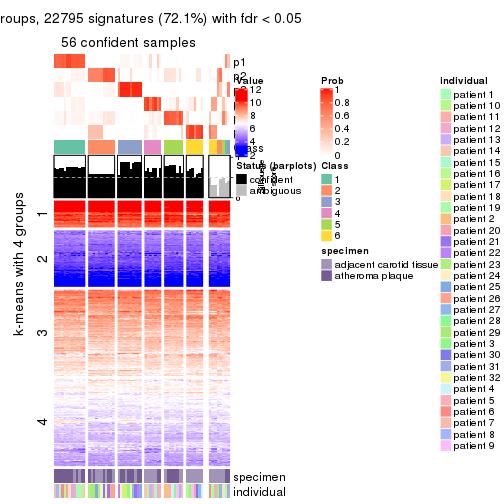 roups, 22795 signatures (72.1%) with fdr < 0.05
56 confident samples
k-means with 4 groups
1
2
3
4
p1
p2
specimen
individual
Value
12
10
8
6
4
2
0
Status (barplots)
confident
ambiguous
Prob
1
0.8
0.6
0.4
0.2
0
Class
1
2
3
4
5
6
specimen
adjacent carotid tissue
atheroma plaque
individual
patient 1
patient 10
patient 11
patient 12
patient 13
patient 14
patient 15
patient 16
patient 17
patient 18
patient 19
patient 2
patient 20
patient 21
patient 22
patient 23
patient 24
patient 25
patient 26
patient 27
patient 28
patient 29
patient 3
patient 30
patient 31
patient 32
patient 4
patient 5
patient 6
patient 7
patient 8
patient 9